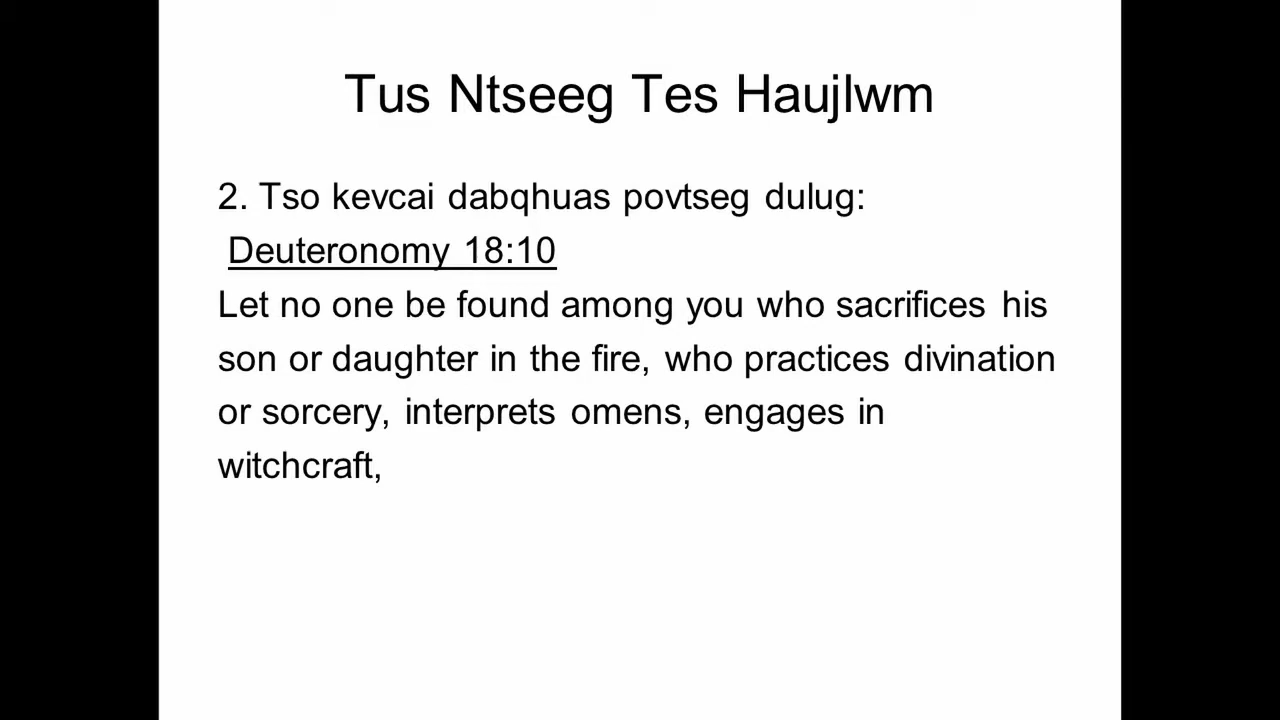 Tus Ntseeg Tes Haujlwm
2. Tso kevcai dabqhuas povtseg dulug:
Deuteronomy 18:10
Let no one be found among you who sacrifices his
son or daughter in the fire, who practices divination
or sorcery, interprets omens, engages in
witchcraft,